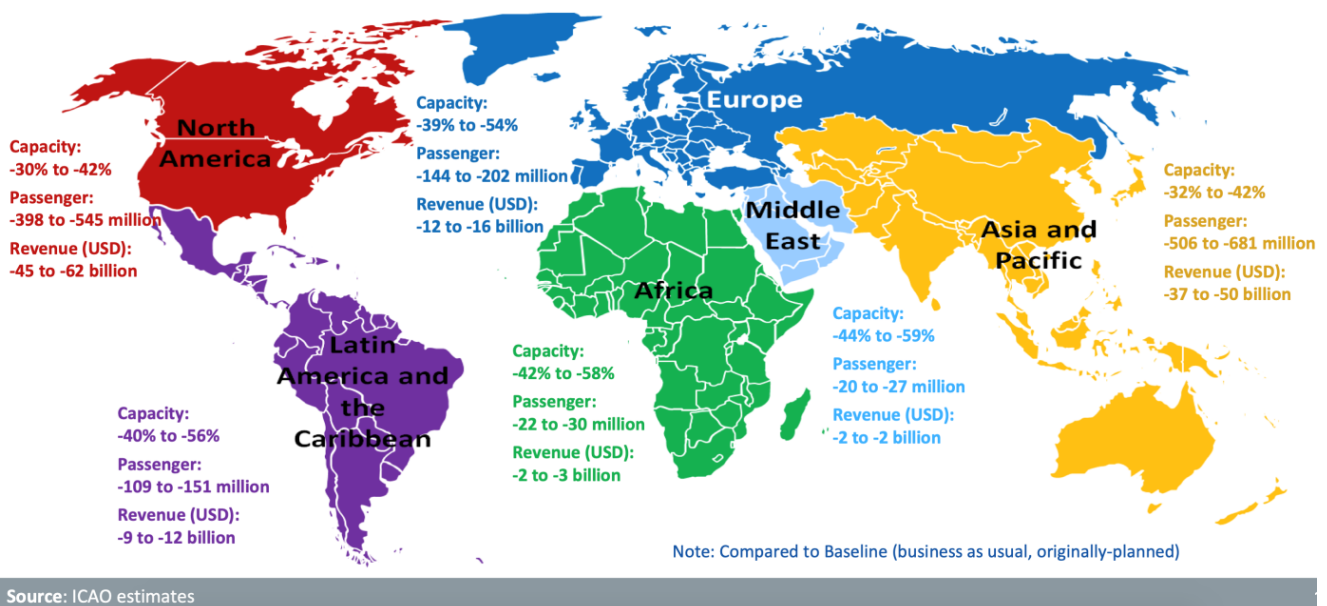 North
America
Capacity:
-30% to -42%
Passenger:
-398 to -545 million
Revenue (USD):
-45 to -62 billion
Capacity:
-39% to -54%
Passenger:
-144 to -202 million
Revenue (USD):
-12 to -16 billion
Europe
Middle
East
Asia and
Pacific
Capacity:
-32% to -42%
Passenger:
-506 to -681 million
Revenue (USD):
-37 to -50 billion
Africa
Latin
America and
the
Caribbean
Capacity:
-40% to -56%
Passenger:
-109 to -151 million
Revenue (USD):
-9 to -12 billion
Capacity:
-42% to -58%
Passenger:
-22 to -30 million
Revenue (USD):
-2 to -3 billion
Capacity:
-44% to -59%
Passenger:
-20 to -27 million
Revenue (USD):
-2 to -2 billion
Note: Compared to Baseline (business as usual, originally-planned)
Source: ICAO estimates